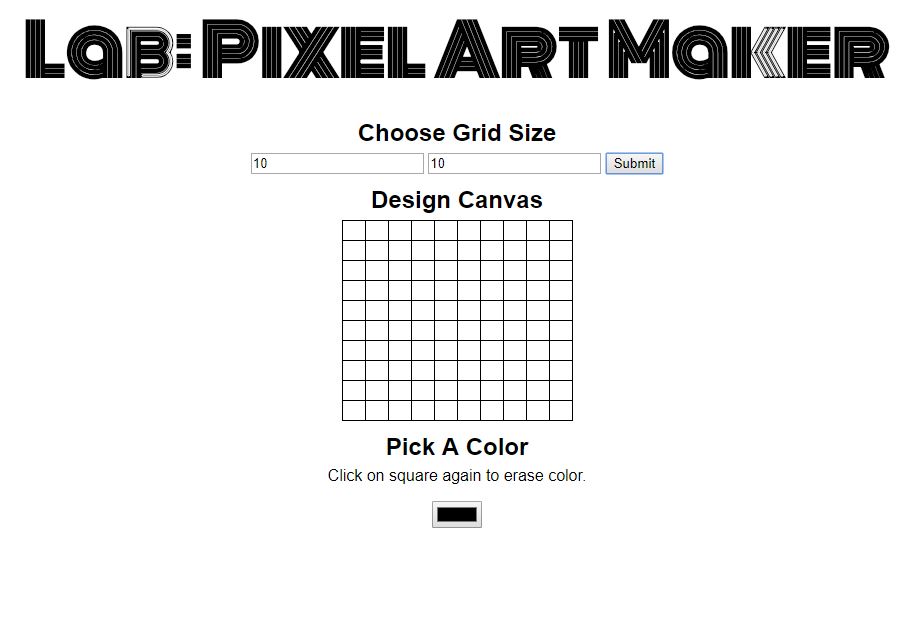 Lab: Pixel Art Maker
Choose Grid Size
10 10 Submit
Design Canvas
Pick A Color
Click on square again to erase color.